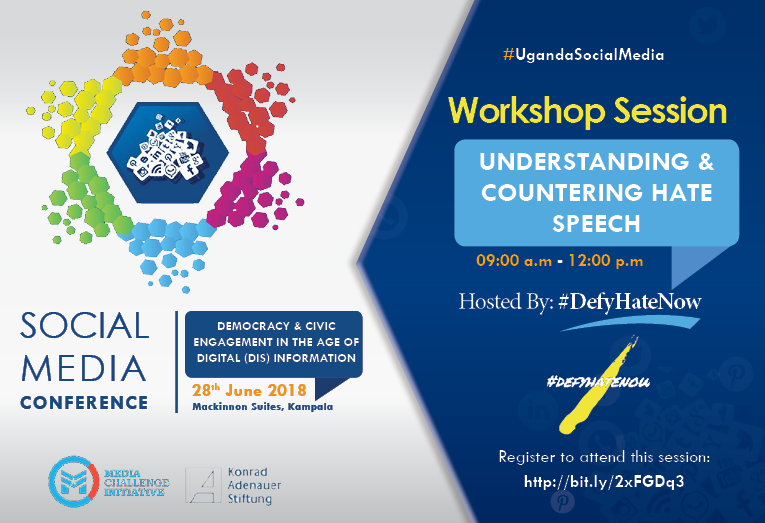 SOCIAL
MEDIA
CONFERENCE
DEMOCRACY & CIVIC
ENGAGEMENT IN THE AGE OF
DIGITAL (DIS) INFORMATION
28th June 2018
Mackinnon Suites, Kampala
MEDIA
CHALLENGE
INITIATIVE
Konrad
Adenauer
Stiftung
#UgandaSocialMedia
Workshop Session
UNDERSTANDING &
COUNTERING HATE
SPEECH
09:00 a.m - 12:00 p.m
Hosted By: #DefyHateNow
#DEFYHATENOW
Register to attend this session:
http://bit.ly/2xFGDq3